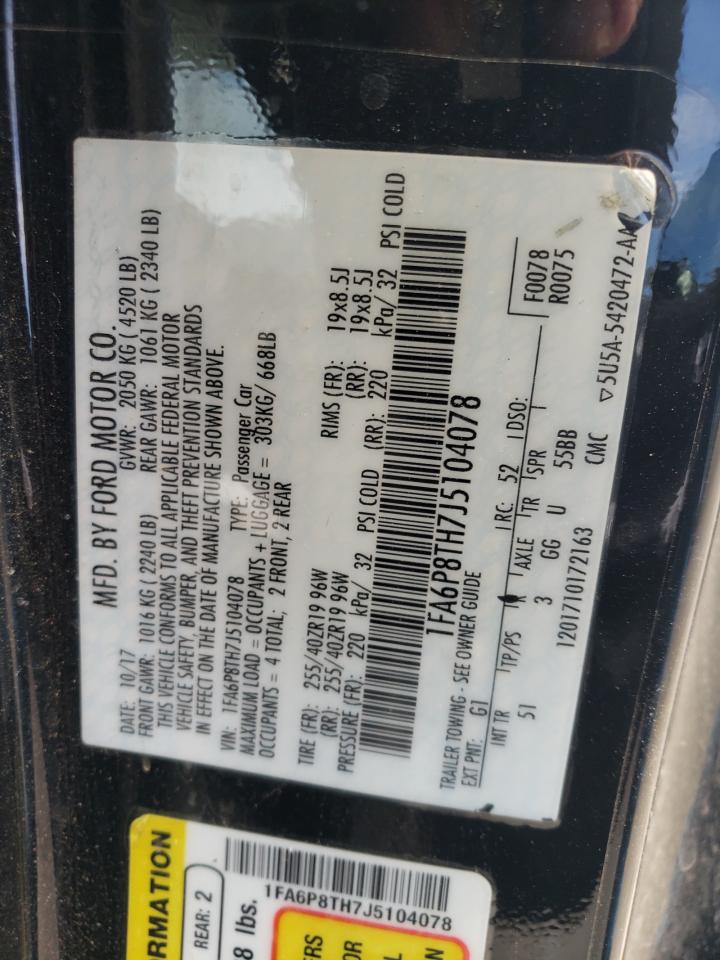 MFD. BY FORD MOTOR CO.
DATE: 10/17 GVWR: 2050 KG ( 4520 LB)
FRONT GAWR: 1016 KG ( 2240 LB) REAR GAWR: 1061 KG ( 2340 LB)
THIS VEHICLE CONFORMS TO ALL APPLICABLE FEDERAL MOTOR
VEHICLE SAFETY, BUMPER, AND THEFT PREVENTION STANDARDS
IN EFFECT ON THE DATE OF MANUFACTURE SHOWN ABOVE.
VIN: 1FA6P8TH7J5104078 TYPE: Passenger Car
MAXIMUM LOAD = OCCUPANTS + LUGGAGE = 303KG/ 668LB
OCCUPANTS = 4 TOTAL; 2 FRONT, 2 REAR
TIRE (FR): 255/40ZR19 96W RIMS (FR): 19x8.5J
(RR): 255/40ZR19 96W (RR): 19x8.5J
PRESSURE (FR): 220 kPa/ 32 PSI COLD (RR): 220 kPa/ 32 PSI COLD
1FA6P8TH7J5104078
TRAILER TOWING - SEE OWNER GUIDE
EXT PNT: G1 RC: 52 DSO:
F0078
R0075
INT TR TP/PS R AXLE TR SPR
51 3 GG U 55BB
1201710172163 CMC
▽5U5A-5420472-AA
RMATION
REAR: 2
8 lbs.
1FA6P8TH7J5104078
ERS
OR
L
N